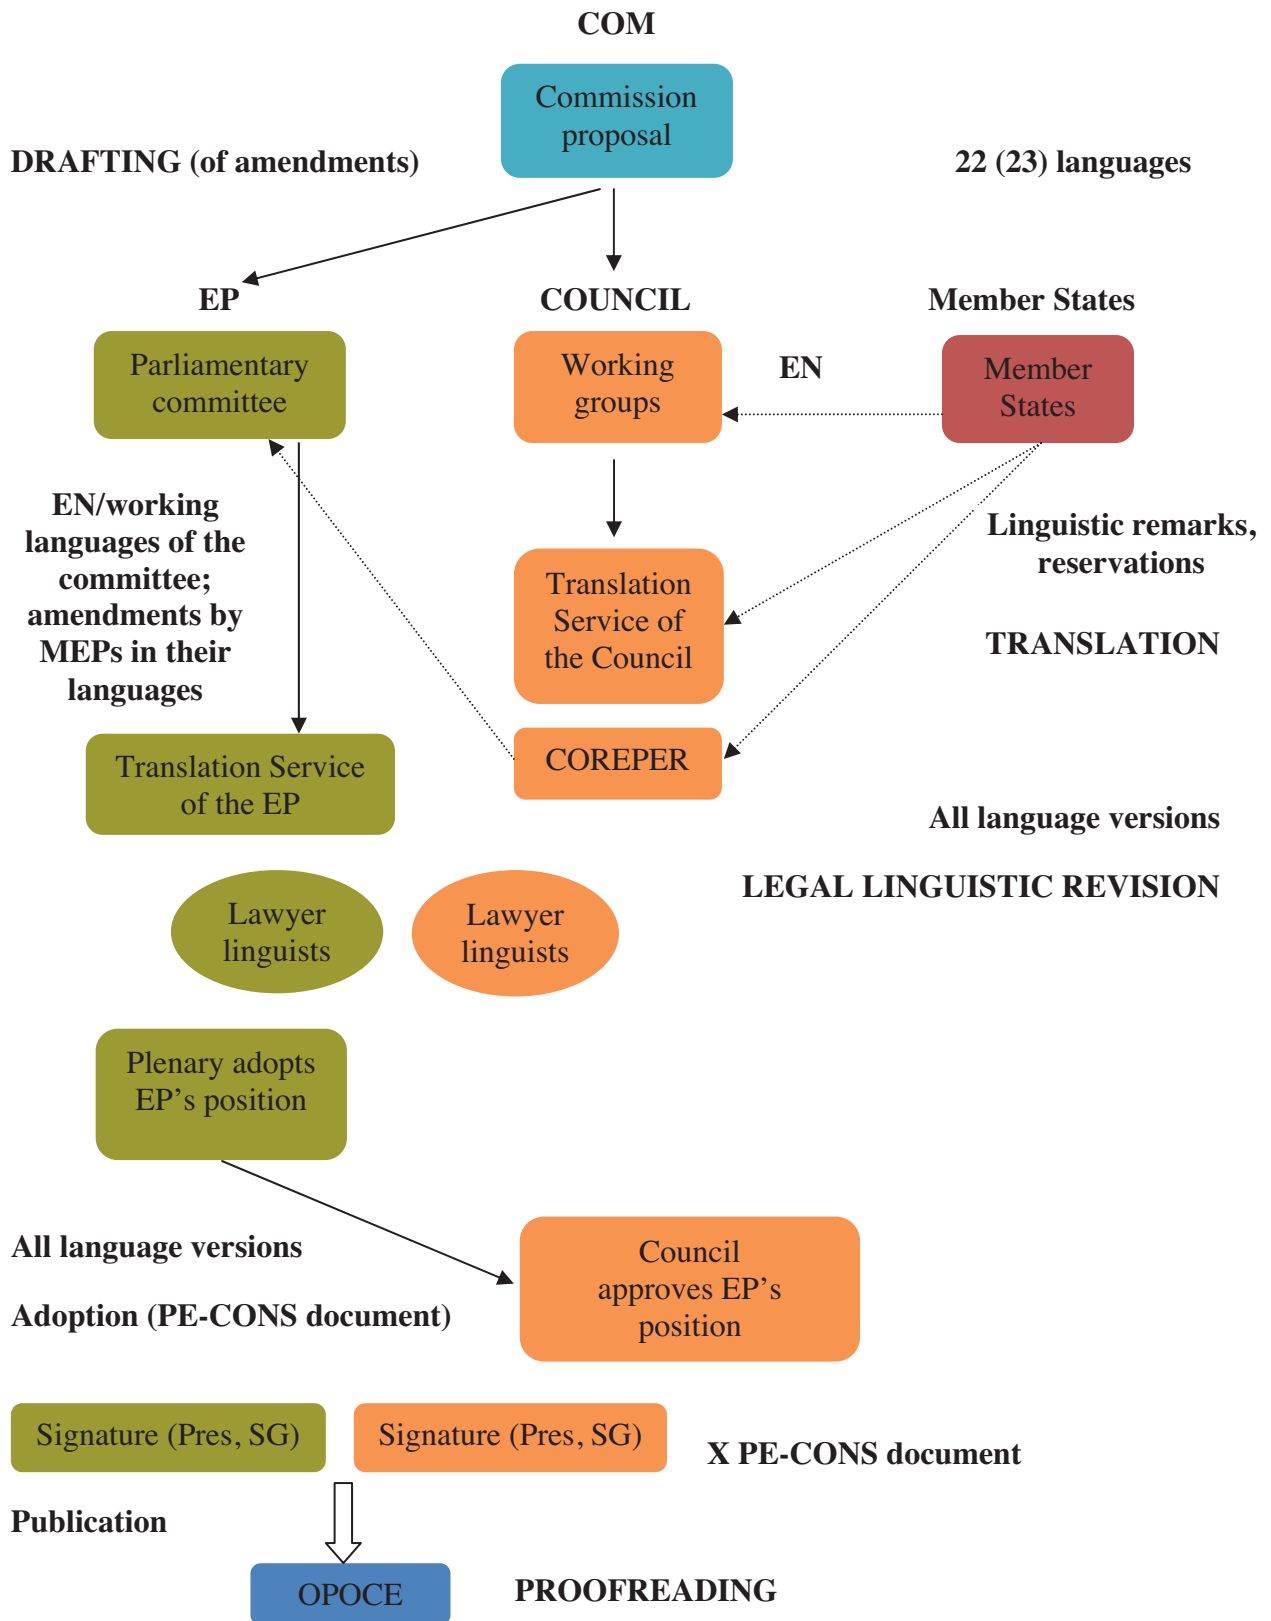 COM
Commission
proposal
DRAFTING (of amendments)
22 (23) languages
EP
COUNCIL
Member States
Parliamentary
committee
Working
groups
EN
Member
States
EN/working
languages of the
committee;
amendments by
MEPs in their
languages
Linguistic remarks,
reservations
Translation
Service of
the Council
TRANSLATION
Translation Service
of the EP
COREPER
All language versions
LEGAL LINGUISTIC REVISION
Lawyer
linguists
Lawyer
linguists
Plenary adopts
EP’s position
All language versions
Council
approves EP’s
position
Adoption (PE-CONS document)
Signature (Pres, SG)
Signature (Pres, SG)
X PE-CONS document
Publication
OPOCE
PROOFREADING